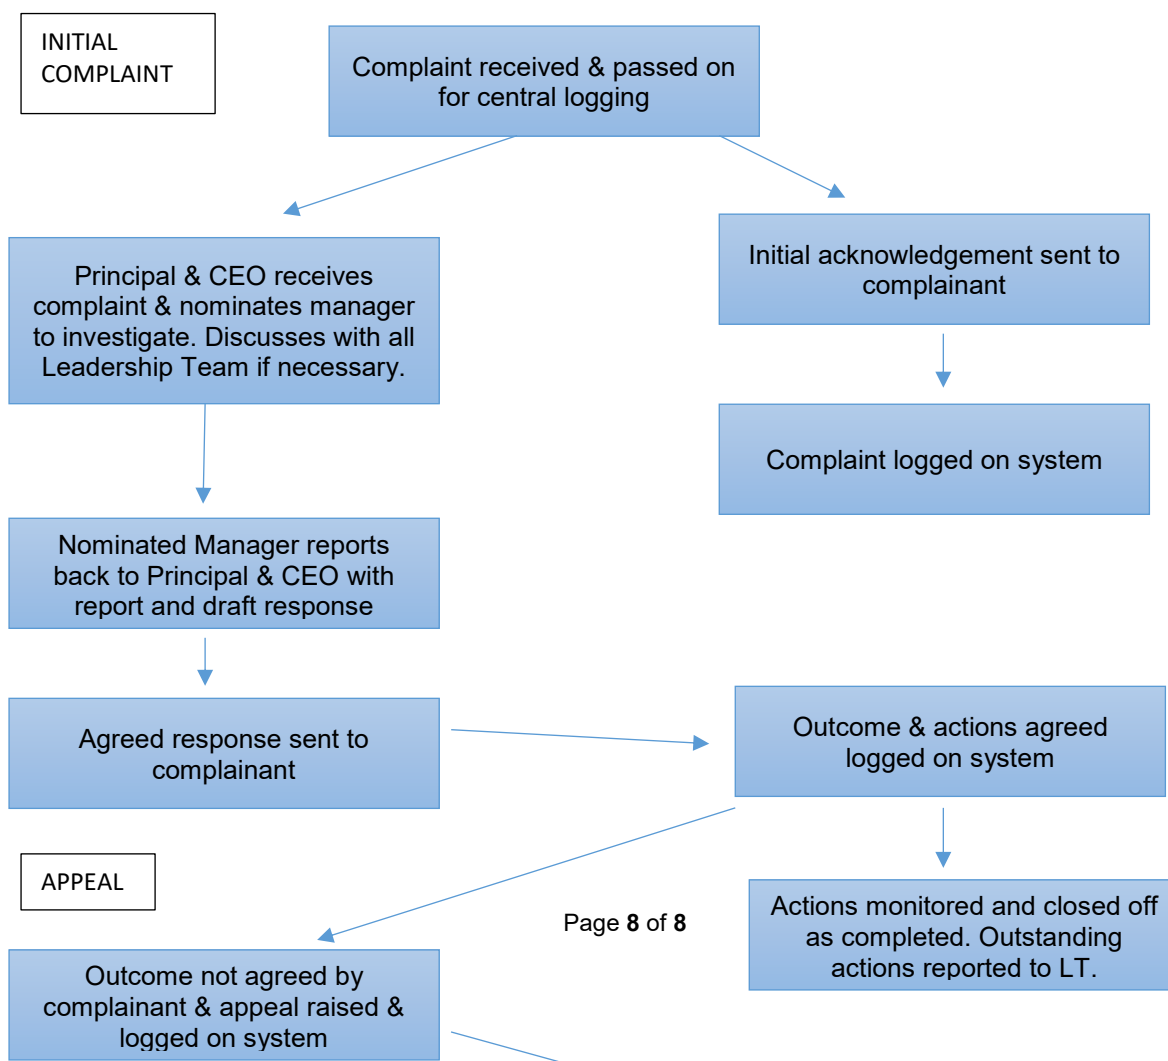 INITIAL
COMPLAINT
Complaint received & passed on
for central logging
Principal & CEO receives
complaint & nominates manager
to investigate. Discusses with all
Leadership Team if necessary.
Initial acknowledgement sent to
complainant
Complaint logged on system
Nominated Manager reports
back to Principal & CEO with
report and draft response
Agreed response sent to
complainant
Outcome & actions agreed
logged on system
APPEAL
Page 8 of 8
Actions monitored and closed off
as completed. Outstanding
actions reported to LT.
Outcome not agreed by
complainant & appeal raised &
logged on system